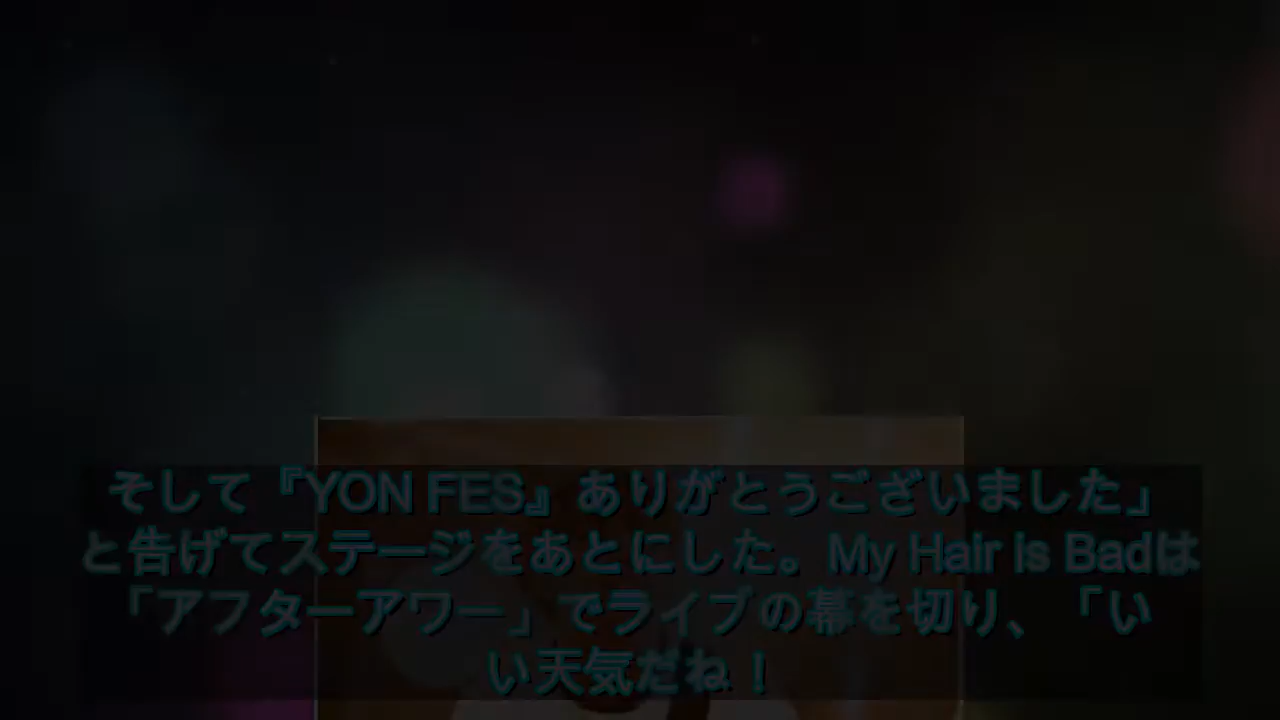 そして『YON FES』ありがとうございました」
と告げてステージをあとにした。My Hair is Badは
「アフターアワー」でライブの幕を切り、「い
い天気だね！